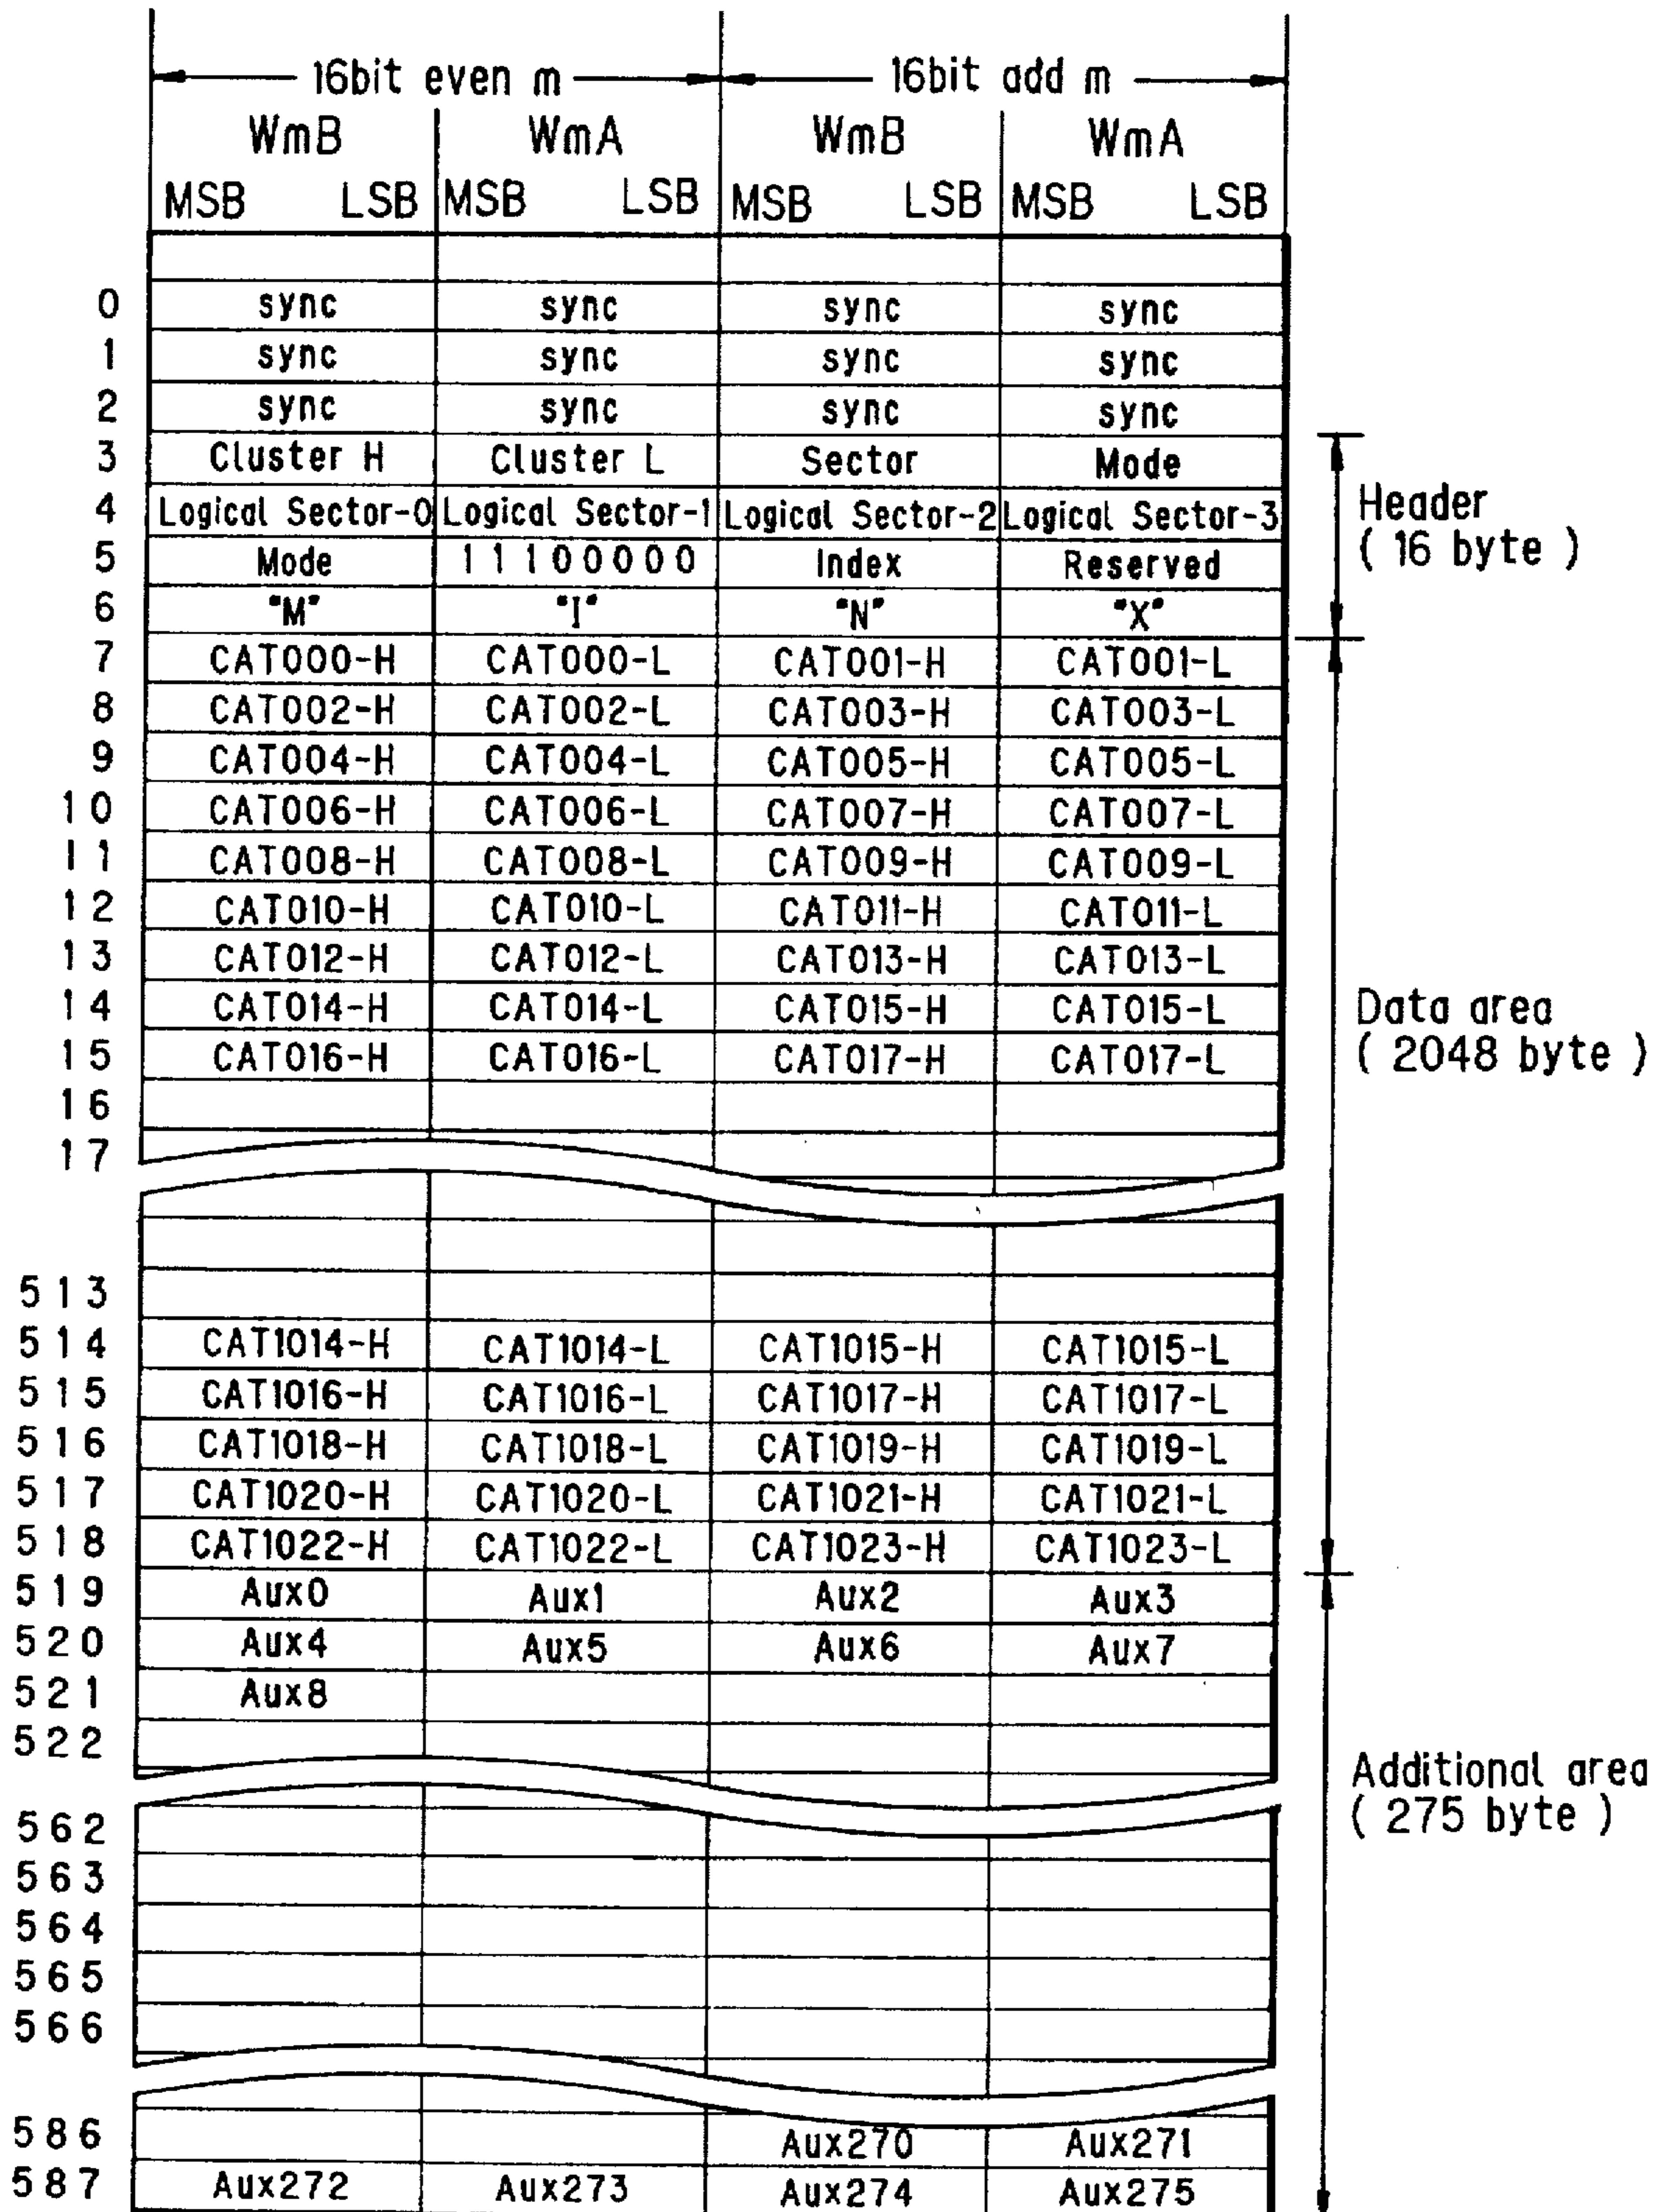 16bit even m 16bit add m
WmB WmA WmB WmA
MSB LSB MSB LSB MSB LSB MSB LSB
0 sync sync sync sync
1 sync sync sync sync
2 sync sync sync sync
3 Cluster H Cluster L Sector Mode
4 Logical Sector-0 Logical Sector-1 Logical Sector-2 Logical Sector-3
Header
5 Mode 11100000 Index Reserved
( 16 byte )
6 "M" "I" "N" "X"
7 CAT000-H CAT000-L CAT001-H CAT001-L
8 CAT002-H CAT002-L CAT003-H CAT003-L
9 CAT004-H CAT004-L CAT005-H CAT005-L
10 CAT006-H CAT006-L CAT007-H CAT007-L
11 CAT008-H CAT008-L CAT009-H CAT009-L
12 CAT010-H CAT010-L CAT011-H CAT011-L
13 CAT012-H CAT012-L CAT013-H CAT013-L
14 CAT014-H CAT014-L CAT015-H CAT015-L
Data area
15 CAT016-H CAT016-L CAT017-H CAT017-L
( 2048 byte )
16
17
513
514 CAT1014-H CAT1014-L CAT1015-H CAT1015-L
515 CAT1016-H CAT1016-L CAT1017-H CAT1017-L
516 CAT1018-H CAT1018-L CAT1019-H CAT1019-L
517 CAT1020-H CAT1020-L CAT1021-H CAT1021-L
518 CAT1022-H CAT1022-L CAT1023-H CAT1023-L
519 Aux0 Aux1 Aux2 Aux3
520 Aux4 Aux5 Aux6 Aux7
521 Aux8
522
Additional area
( 275 byte )
562
563
564
565
566
586 Aux270 Aux271
587 Aux272 Aux273 Aux274 Aux275